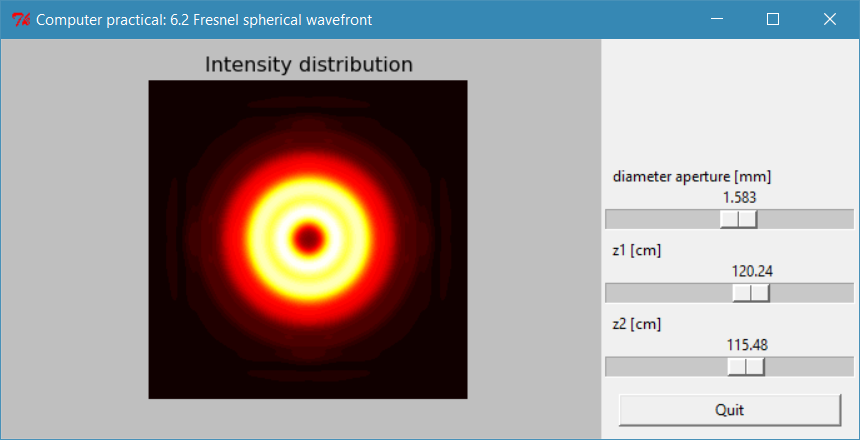 Computer practical: 6.2 Fresnel spherical wavefront
Intensity distribution
diameter aperture [mm]
1.583
z1 [cm]
120.24
z2 [cm]
115.48
Quit